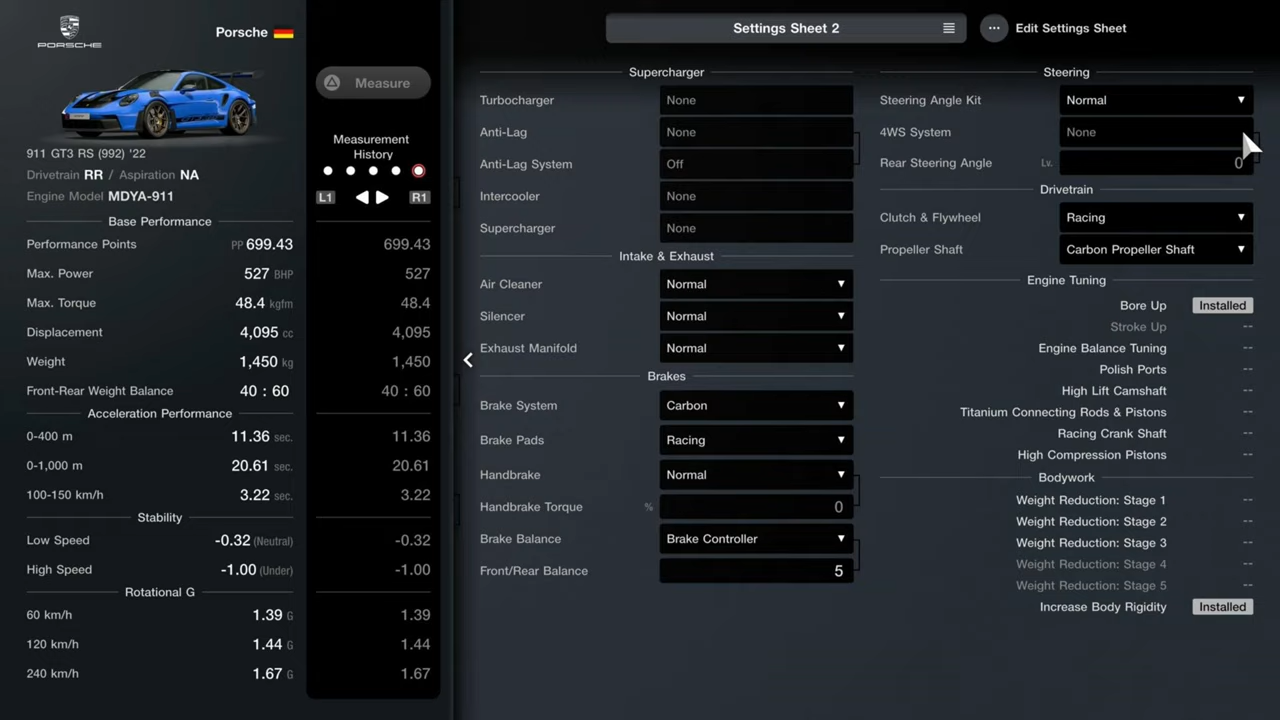 PORSCHE
Porsche
911 GT3 RS (992) '22
Drivetrain RR / Aspiration NA
Engine Model MDYA-911
Base Performance
Performance Points PP 699.43
Max. Power 527 BHP
Max. Torque 48.4 kgfm
Displacement 4,095 cc
Weight 1,450 kg
Front-Rear Weight Balance 40 : 60
Acceleration Performance
0-400 m 11.36 sec.
0-1,000 m 20.61 sec.
100-150 km/h 3.22 sec.
Stability
Low Speed -0.32 (Neutral)
High Speed -1.00 (Under)
Rotational G
60 km/h 1.39 G
120 km/h 1.44 G
240 km/h 1.67 G
Measure
Measurement
History
L1 R1
699.43
527
48.4
4,095
1,450
40 : 60
11.36
20.61
3.22
-0.32
-1.00
1.39
1.44
1.67
Settings Sheet 2
Edit Settings Sheet
Supercharger
Turbocharger None
Anti-Lag None
Anti-Lag System Off
Intercooler None
Supercharger None
Intake & Exhaust
Air Cleaner Normal
Silencer Normal
Exhaust Manifold Normal
Brakes
Brake System Carbon
Brake Pads Racing
Handbrake Normal
Handbrake Torque % 0
Brake Balance Brake Controller
Front/Rear Balance 5
Steering
Steering Angle Kit Normal
4WS System None
Rear Steering Angle Lv. 0
Drivetrain
Clutch & Flywheel Racing
Propeller Shaft Carbon Propeller Shaft
Engine Tuning
Bore Up Installed
Stroke Up --
Engine Balance Tuning --
Polish Ports --
High Lift Camshaft --
Titanium Connecting Rods & Pistons --
Racing Crank Shaft --
High Compression Pistons --
Bodywork
Weight Reduction: Stage 1 --
Weight Reduction: Stage 2 --
Weight Reduction: Stage 3 --
Weight Reduction: Stage 4 --
Weight Reduction: Stage 5 --
Increase Body Rigidity Installed